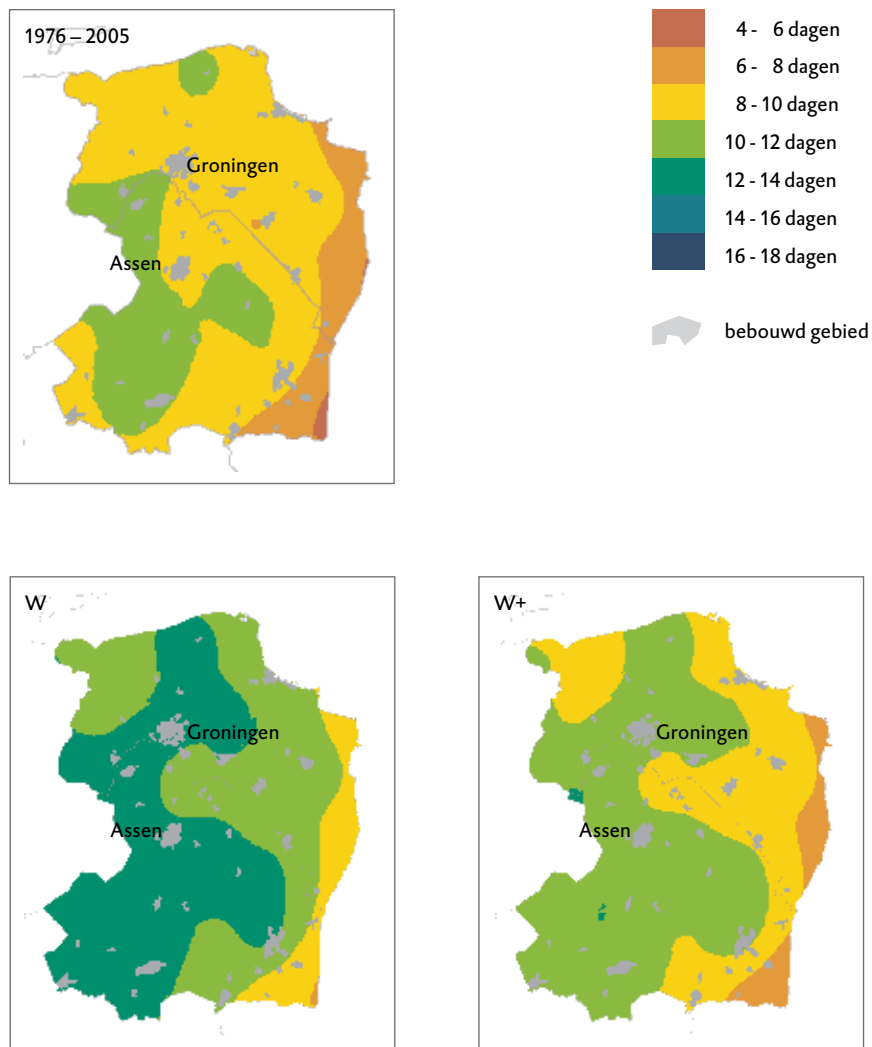 1976 – 2005
Groningen
Assen
4 - 6 dagen
6 - 8 dagen
8 - 10 dagen
10 - 12 dagen
12 - 14 dagen
14 - 16 dagen
16 - 18 dagen
bebouwd gebied
W
Groningen
Assen
W+
Groningen
Assen